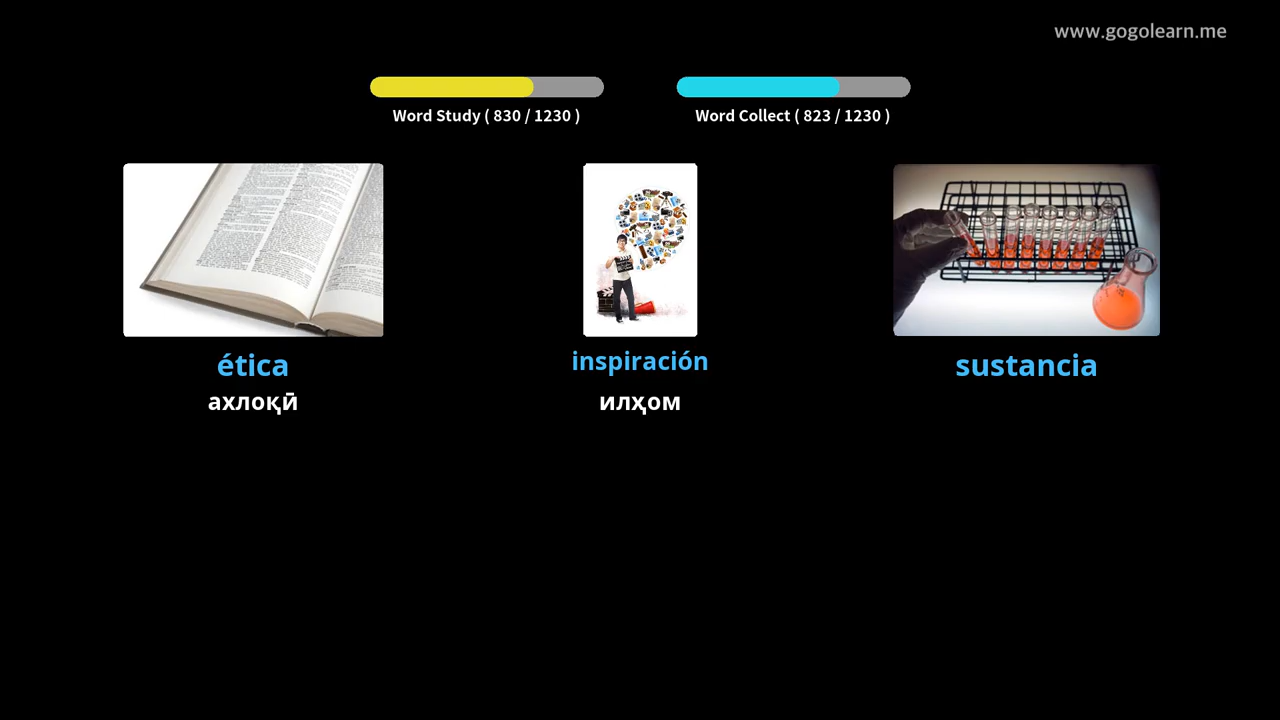 www.gogolearn.me
Word Study ( 830 / 1230 )
Word Collect ( 823 / 1230 )
ética
ахлоқӣ
inspiración
илҳом
sustancia